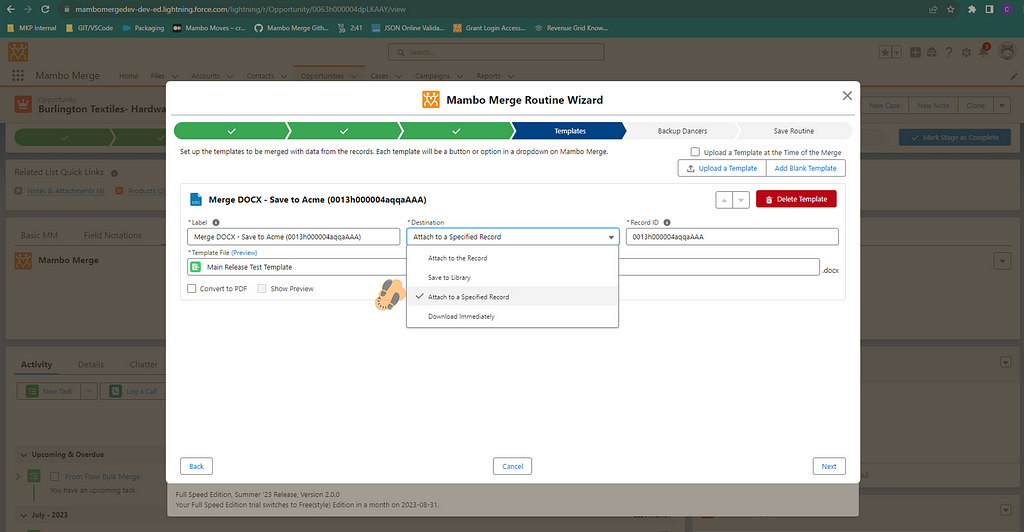 mambomergedev-dev-ed.lightning.force.com/lightning/r/Opportunity/0063h000004dpLKAAY/view
MKP Internal
GIT/VSCode
Packaging
Mambo Moves – cr...
Mambo Merge Gith...
2:41
JSON Online Valida...
Grant Login Access...
Revenue Grid Know...
Search...
3
Mambo Merge
Home
Files
Accounts
Contacts
Opportunities
Cases
Campaigns
Reports
Opportunity
Burlington Textiles- Hardwa
New Case
New Note
Clone
Mark Stage as Complete
Related List Quick Links
Notes & Attachments (4)
Products (2)
Basic MM
Field Notations
Mambo Merge
Activity
Details
Chatter
New Task
Log a Call
Upcoming & Overdue
From Flow Bulk Merge
You have an upcoming task
July - 2023
Mambo Merge Routine Wizard
Templates
Backup Dancers
Save Routine
Set up the templates to be merged with data from the records. Each template will be a button or option in a dropdown on Mambo Merge.
Upload a Template at the Time of the Merge
Upload a Template
Add Blank Template
Merge DOCX - Save to Acme (0013h000004aqqaAAA)
Delete Template
*Label
*Destination
*Record ID
Merge DOCX - Save to Acme (0013h000004aqqaAAA)
Attach to a Specified Record
0013h000004aqqaAAA
*Template File (Preview)
Main Release Test Template
.docx
Convert to PDF
Show Preview
Attach to the Record
Save to Library
Attach to a Specified Record
Download Immediately
Back
Cancel
Next
Full Speed Edition, Summer '23 Release, Version 2.0.0
Your Full Speed Edition trial switches to Free(style) Edition in a month on 2023-08-31.